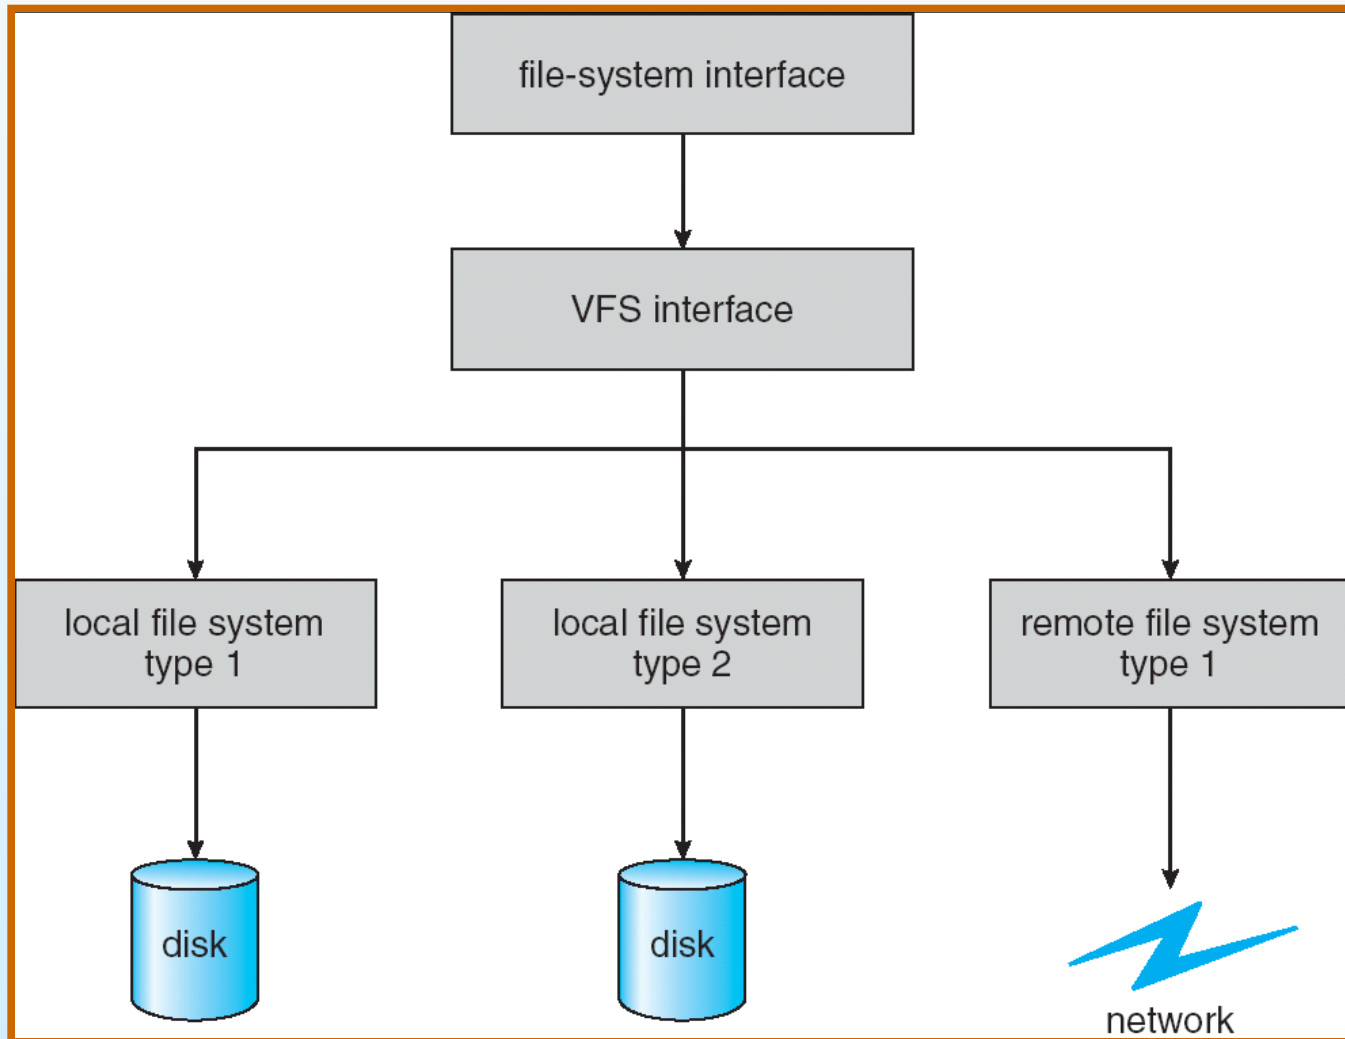 file-system interface
VFS interface
local file system
type 1
local file system
type 2
remote file system
type 1
disk
disk
network